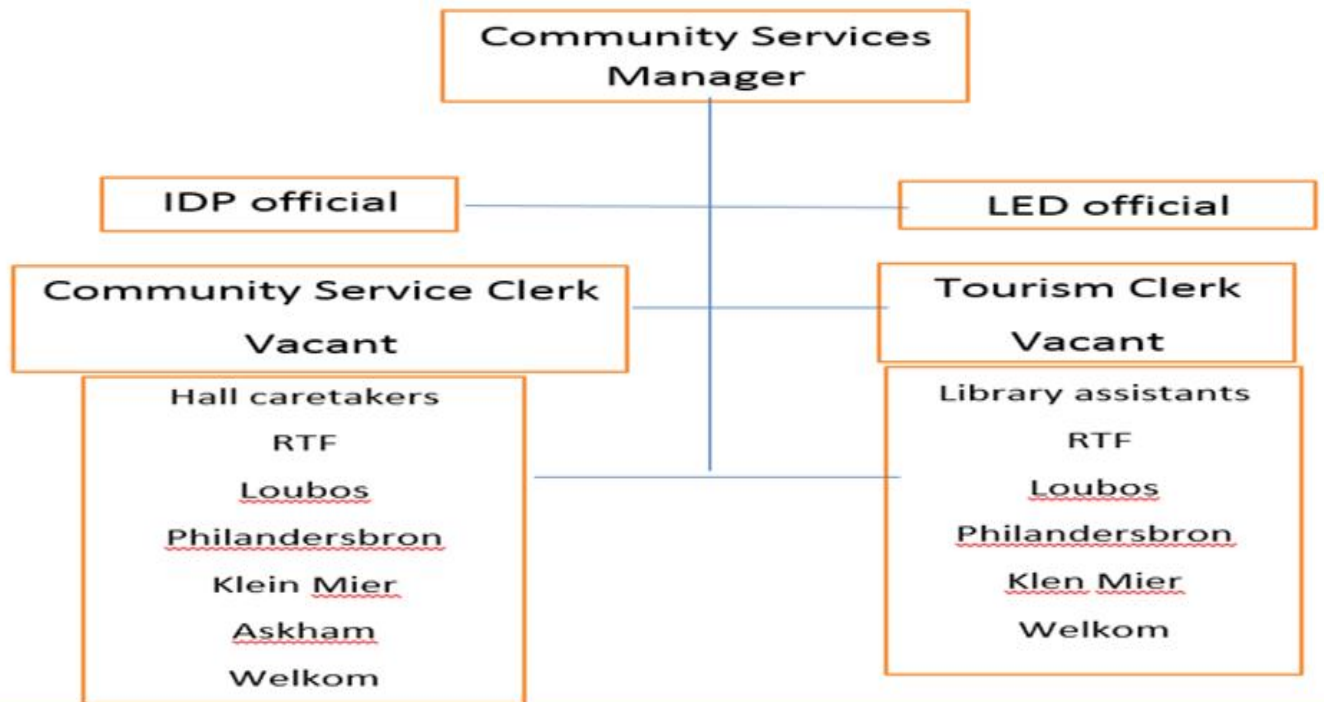 Community Services
Manager
IDP official
LED official
Community Service Clerk
Vacant
Tourism Clerk
Vacant
Hall caretakers
RTF
Loubos
Philandersbron
Klein Mier
Askham
Welkom
Library assistants
RTF
Loubos
Philandersbron
Klen Mier
Welkom